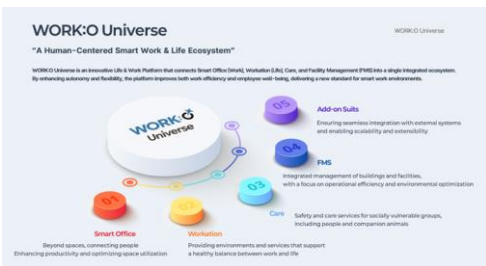 WORK:O Universe
WORK:O Universe
"A Human-Centered Smart Work & Life Ecosystem"
WORK:O Universe is an innovative Life & Work Platform that connects Smart Office (Work), Workation (Life), Care, and Facility Management (FMS) into a single integrated ecosystem.
By enhancing autonomy and flexibility, the platform improves both work efficiency and employee well-being, delivering a new standard for smart work environments.
WORK:O
Universe
05
Add-on Suits
Ensuring seamless integration with external systems
and enabling scalability and extensibility
04
FMS
Integrated management of buildings and facilities,
with a focus on operational efficiency and environmental optimization
03
Care
Safety and care services for socially vulnerable groups,
including people and companion animals
02
Workation
Providing environments and services that support
a healthy balance between work and life
01
Smart Office
Beyond spaces, connecting people
Enhancing productivity and optimizing space utilization